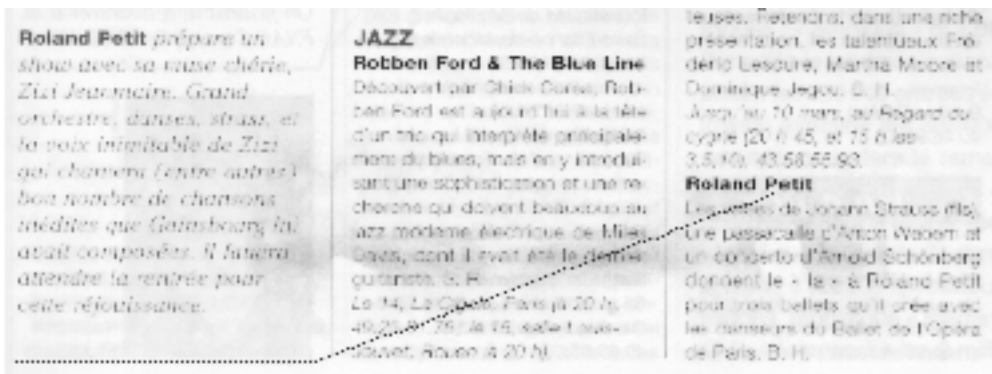 Roland Petit prépare un
show avec sa muse chérie,
Zizi Jeanmaire. Grand
orchestre, danses, strass, et
la voix inimitable de Zizi
qui chantera (entre autres)
bon nombre de chansons
inédites que Gainsbourg lui
avait composées. Il faudra
attendre la rentrée pour
cette réjouissance.
JAZZ
Robben Ford & The Blue Line
Découvert par Chick Corea, Rob-
ben Ford est aujourd'hui à la tête
d'un trio qui interprète principale-
ment du blues, mais en y introdui-
sant une sophistication et une re-
cherche qui doivent beaucoup au
jazz moderne électrique de Miles
Davis, dont il avait été le dernier
guitariste. S. H.
Le 14, La Cigale, Paris (à 20 h),
le 15, salle Louis-
Jouvet, Rouen (à 20 h).
teuses. Retenons, dans une riche
présentation, les talentueux Fré-
déric Lescure, Martha Moore et
Dominique Jegou. B. H.
Jusqu'au 10 mars, au Regard du
cygne (20 h 45, et 15 h les
3,5,10). 43.58.55.93.
Roland Petit
Les valses de Johann Strauss (fils),
une passacaille d'Anton Webern et
un concerto d'Arnold Schönberg
donnent le « la » à Roland Petit
pour trois ballets qu'il crée avec
les danseurs du Ballet de l'Opéra
de Paris. B. H.